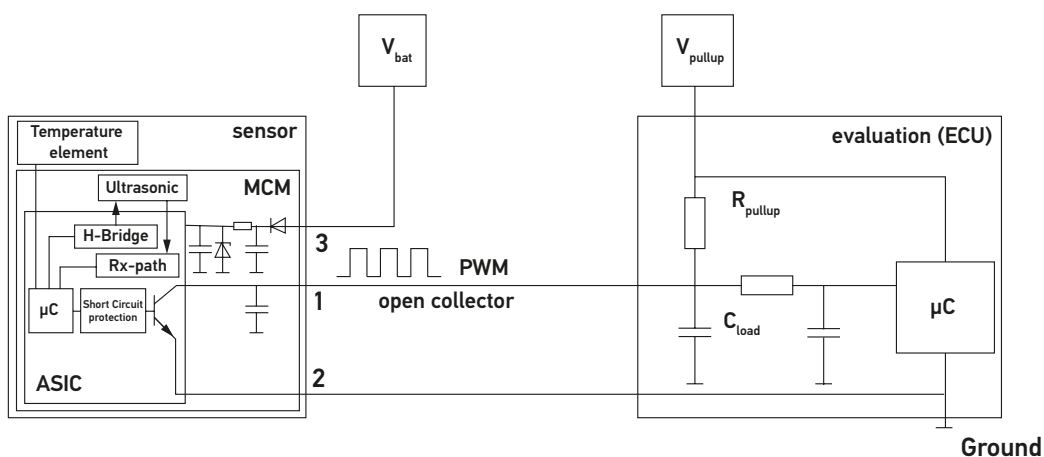 V_bat
V_pullup
sensor
Temperature
element
evaluation (ECU)
MCM
Ultrasonic
R_pullup
H-Bridge
3
Rx-path
PWM
1
open collector
µC
Short Circuit
protection
µC
C_load
2
ASIC
Ground